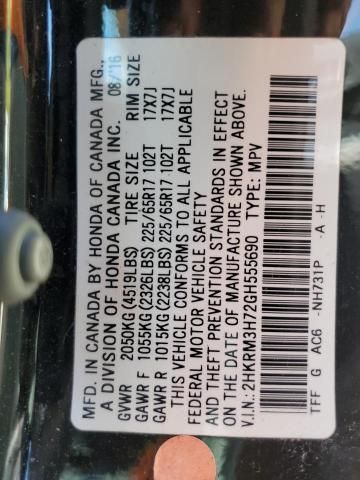 MFD. IN CANADA BY HONDA OF CANADA MFG.,
A DIVISION OF HONDA CANADA INC. 08/'16
GVWR 2050KG (4519LBS) TIRE SIZE RIM SIZE
GAWR F 1055KG (2326LBS) 225/65R17 102T 17X7J
GAWR R 1015KG (2238LBS) 225/65R17 102T 17X7J
THIS VEHICLE CONFORMS TO ALL APPLICABLE
FEDERAL MOTOR VEHICLE SAFETY
AND THEFT PREVENTION STANDARDS IN EFFECT
ON THE DATE OF MANUFACTURE SHOWN ABOVE.
V.I.N.: 2HKRM3H72GH555690 TYPE: MPV
TFF G AC6 -NH731P -A -H